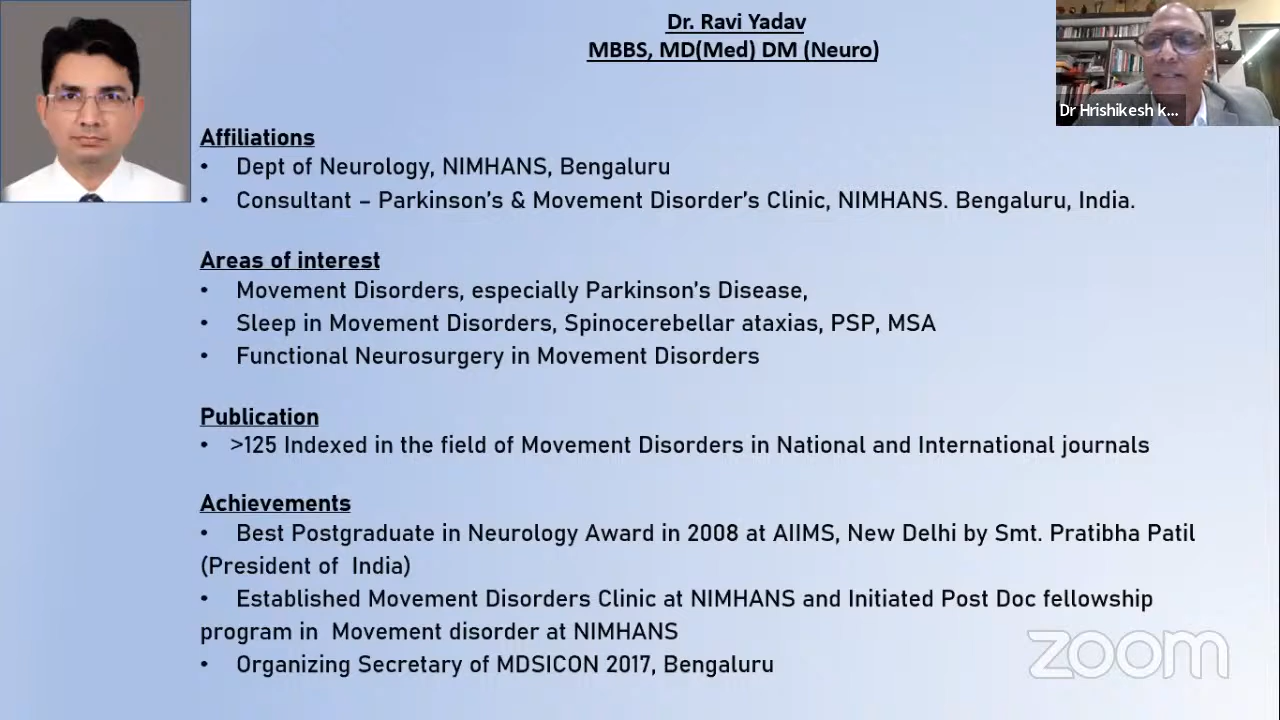 Dr. Ravi Yadav
MBBS, MD(Med) DM (Neuro)
Dr Hrishikesh k...
Affiliations
• Dept of Neurology, NIMHANS, Bengaluru
• Consultant – Parkinson's & Movement Disorder's Clinic, NIMHANS. Bengaluru, India.
Areas of interest
• Movement Disorders, especially Parkinson's Disease,
• Sleep in Movement Disorders, Spinocerebellar ataxias, PSP, MSA
• Functional Neurosurgery in Movement Disorders
Publication
• >125 Indexed in the field of Movement Disorders in National and International journals
Achievements
• Best Postgraduate in Neurology Award in 2008 at AIIMS, New Delhi by Smt. Pratibha Patil
(President of India)
• Established Movement Disorders Clinic at NIMHANS and Initiated Post Doc fellowship
program in Movement disorder at NIMHANS
• Organizing Secretary of MDSICON 2017, Bengaluru
zoom